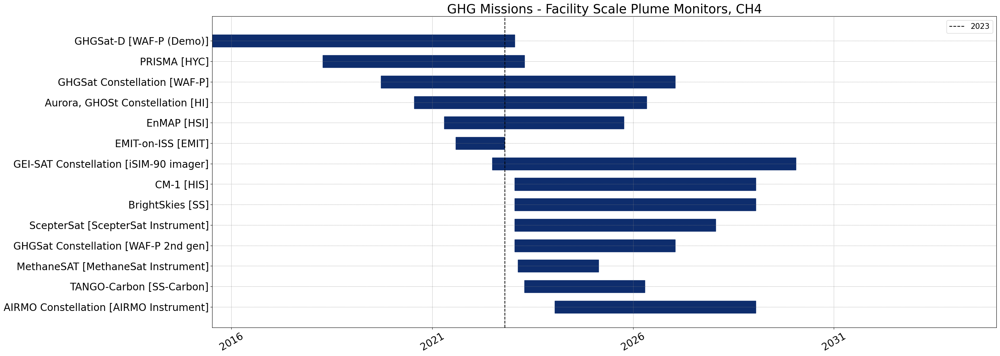 GHG Missions - Facility Scale Plume Monitors, CH4
2023
GHGSat-D [WAF-P (Demo)]
PRISMA [HYC]
GHGSat Constellation [WAF-P]
Aurora, GHOSt Constellation [HI]
EnMAP [HSI]
EMIT-on-ISS [EMIT]
GEI-SAT Constellation [iSIM-90 imager]
CM-1 [HIS]
BrightSkies [SS]
ScepterSat [ScepterSat Instrument]
GHGSat Constellation [WAF-P 2nd gen]
MethaneSAT [MethaneSat Instrument]
TANGO-Carbon [SS-Carbon]
AIRMO Constellation [AIRMO Instrument]
2016
2021
2026
2031